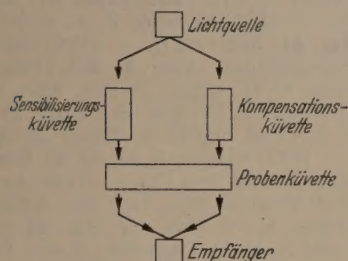 Lichtquelle
Sensibilisierungs-
küvette
Kompensations-
küvette
Probenküvette
Empfänger